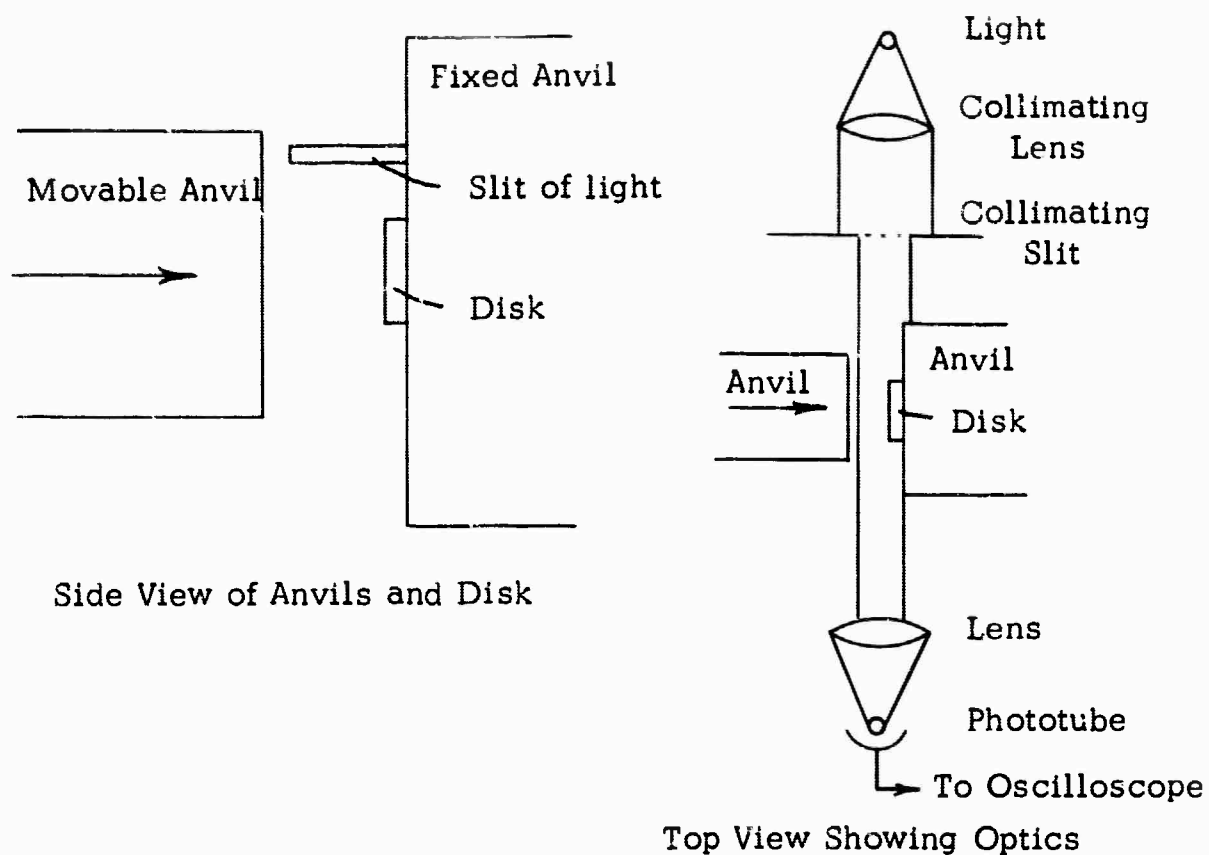 Fixed Anvil
Movable Anvil
Slit of light
Disk
Side View of Anvils and Disk
Light
Collimating
Lens
Collimating
Slit
Anvil
Anvil
Disk
Lens
Phototube
To Oscilloscope
Top View Showing Optics